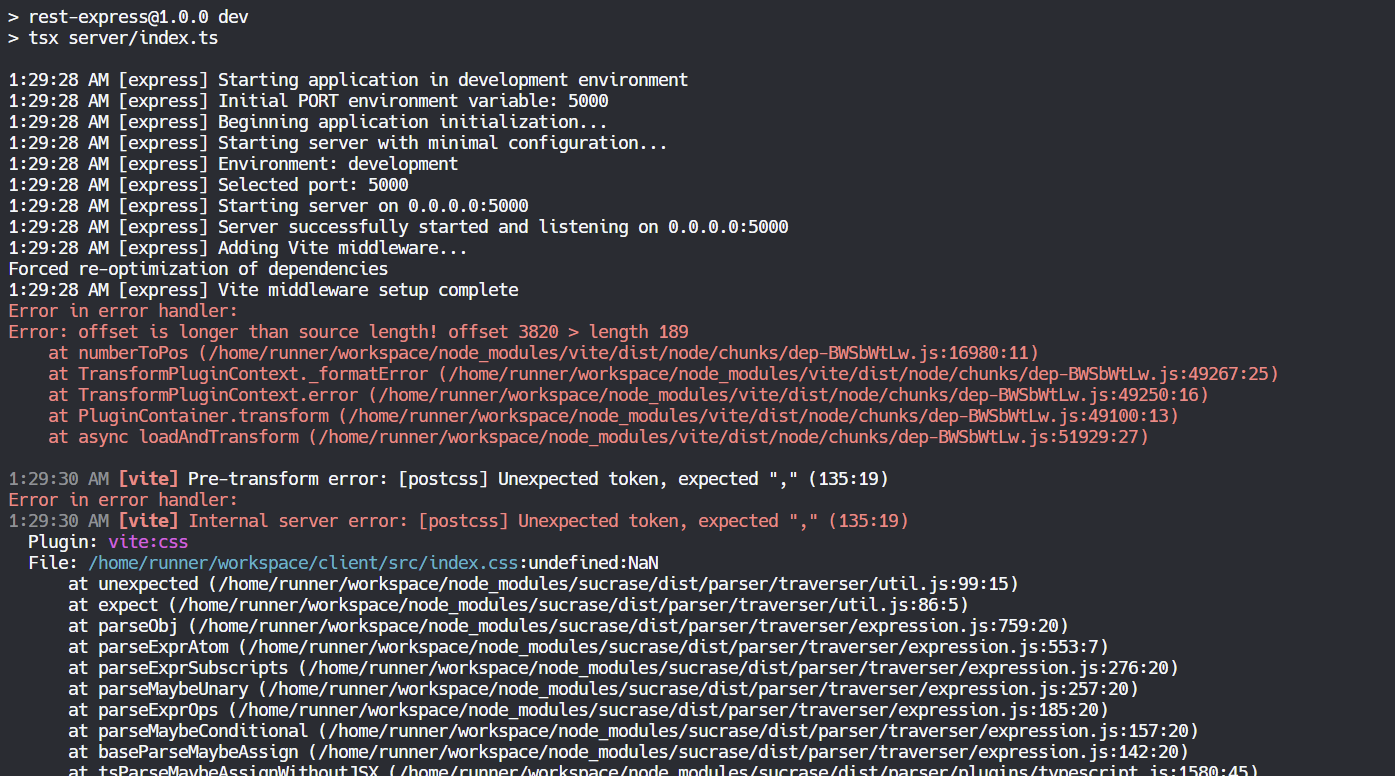 > rest-express@1.0.0 dev
> tsx server/index.ts
1:29:28 AM [express] Starting application in development environment
1:29:28 AM [express] Initial PORT environment variable: 5000
1:29:28 AM [express] Beginning application initialization...
1:29:28 AM [express] Starting server with minimal configuration...
1:29:28 AM [express] Environment: development
1:29:28 AM [express] Selected port: 5000
1:29:28 AM [express] Starting server on 0.0.0.0:5000
1:29:28 AM [express] Server successfully started and listening on 0.0.0.0:5000
1:29:28 AM [express] Adding Vite middleware...
Forced re-optimization of dependencies
1:29:28 AM [express] Vite middleware setup complete
Error in error handler:
Error: offset is longer than source length! offset 3820 > length 189
    at numberToPos (/home/runner/workspace/node_modules/vite/dist/node/chunks/dep-BWSbWtLw.js:16980:11)
    at TransformPluginContext._formatError (/home/runner/workspace/node_modules/vite/dist/node/chunks/dep-BWSbWtLw.js:49267:25)
    at TransformPluginContext.error (/home/runner/workspace/node_modules/vite/dist/node/chunks/dep-BWSbWtLw.js:49250:16)
    at PluginContainer.transform (/home/runner/workspace/node_modules/vite/dist/node/chunks/dep-BWSbWtLw.js:49100:13)
    at async loadAndTransform (/home/runner/workspace/node_modules/vite/dist/node/chunks/dep-BWSbWtLw.js:51929:27)
1:29:30 AM [vite] Pre-transform error: [postcss] Unexpected token, expected "," (135:19)
Error in error handler:
1:29:30 AM [vite] Internal server error: [postcss] Unexpected token, expected "," (135:19)
  Plugin: vite:css
  File: /home/runner/workspace/client/src/index.css:undefined:NaN
      at unexpected (/home/runner/workspace/node_modules/sucrase/dist/parser/traverser/util.js:99:15)
      at expect (/home/runner/workspace/node_modules/sucrase/dist/parser/traverser/util.js:86:5)
      at parseObj (/home/runner/workspace/node_modules/sucrase/dist/parser/traverser/expression.js:759:20)
      at parseExprAtom (/home/runner/workspace/node_modules/sucrase/dist/parser/traverser/expression.js:553:7)
      at parseExprSubscripts (/home/runner/workspace/node_modules/sucrase/dist/parser/traverser/expression.js:276:20)
      at parseMaybeUnary (/home/runner/workspace/node_modules/sucrase/dist/parser/traverser/expression.js:257:20)
      at parseExprOps (/home/runner/workspace/node_modules/sucrase/dist/parser/traverser/expression.js:185:20)
      at parseMaybeConditional (/home/runner/workspace/node_modules/sucrase/dist/parser/traverser/expression.js:157:20)
      at baseParseMaybeAssign (/home/runner/workspace/node_modules/sucrase/dist/parser/traverser/expression.js:142:20)
      at tsParseMaybeAssignWithoutJSX (/home/runner/workspace/node_modules/sucrase/dist/parser/plugins/typescript.js:1580:45)